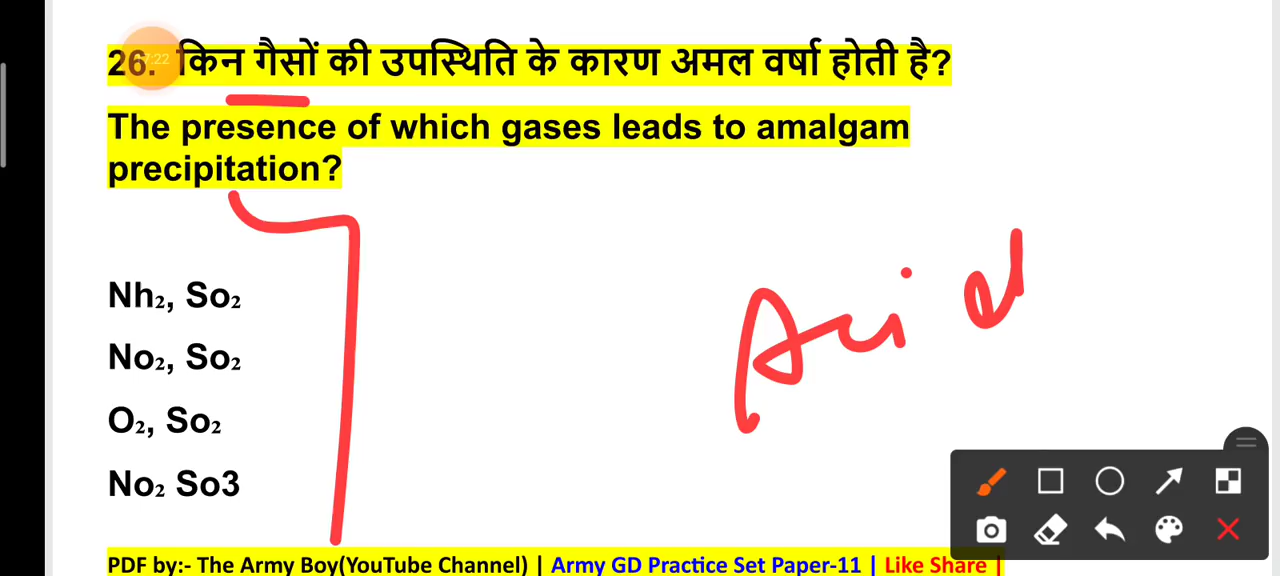 26. किन गैसों की उपस्थिति के कारण अमल वर्षा होती है?
The presence of which gases leads to amalgam
precipitation?
Nh₂, So₂
No₂, So₂
O₂, So₂
No₂ So3
Acid
PDF by:- The Army Boy(YouTube Channel) | Army GD Practice Set Paper-11 | Like Share |